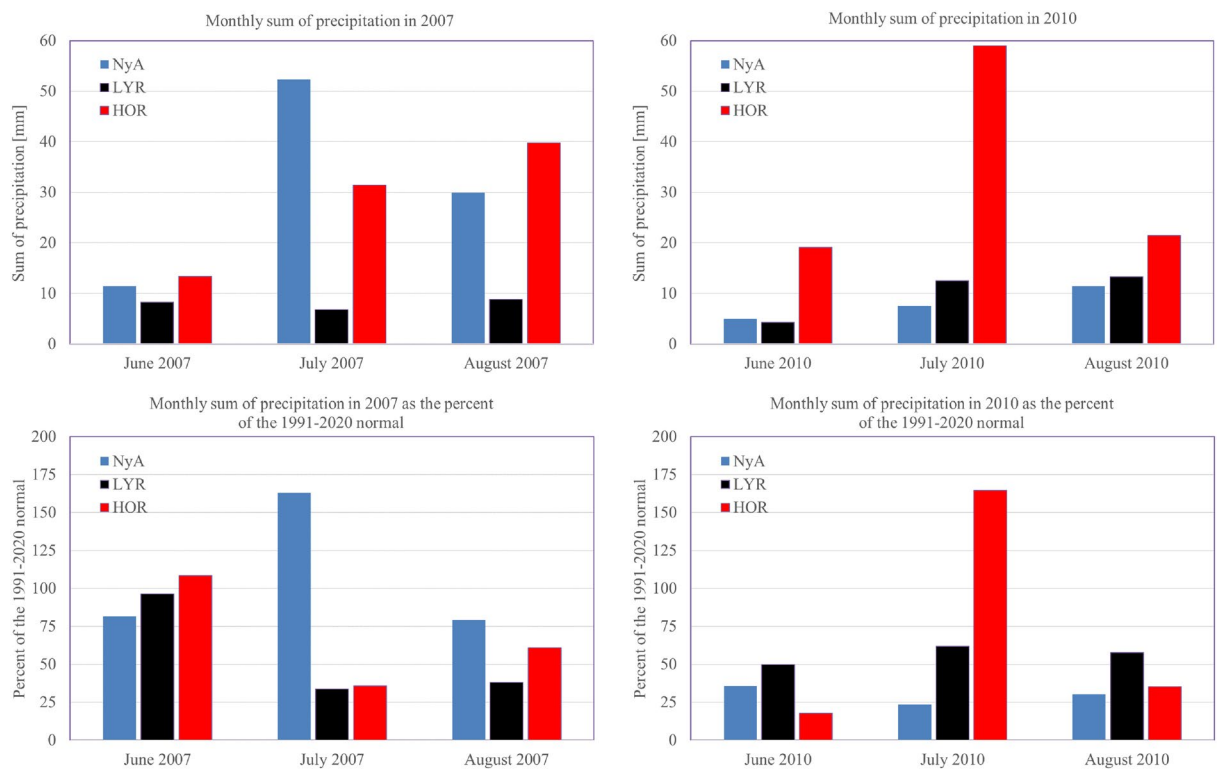 Monthly sum of precipitation in 2007
Sum of precipitation [mm]
60
50
40
30
20
10
0
NyA
LYR
HOR
June 2007
July 2007
August 2007
Monthly sum of precipitation in 2010
Sum of precipitation [mm]
60
50
40
30
20
10
0
NyA
LYR
HOR
June 2010
July 2010
August 2010
Monthly sum of precipitation in 2007 as the percent
of the 1991-2020 normal
Percent of the 1991-2020 normal
200
175
150
125
100
75
50
25
0
NyA
LYR
HOR
June 2007
July 2007
August 2007
Monthly sum of precipitation in 2010 as the percent
of the 1991-2020 normal
Percent of the 1991-2020 normal
200
175
150
125
100
75
50
25
0
NyA
LYR
HOR
June 2010
July 2010
August 2010